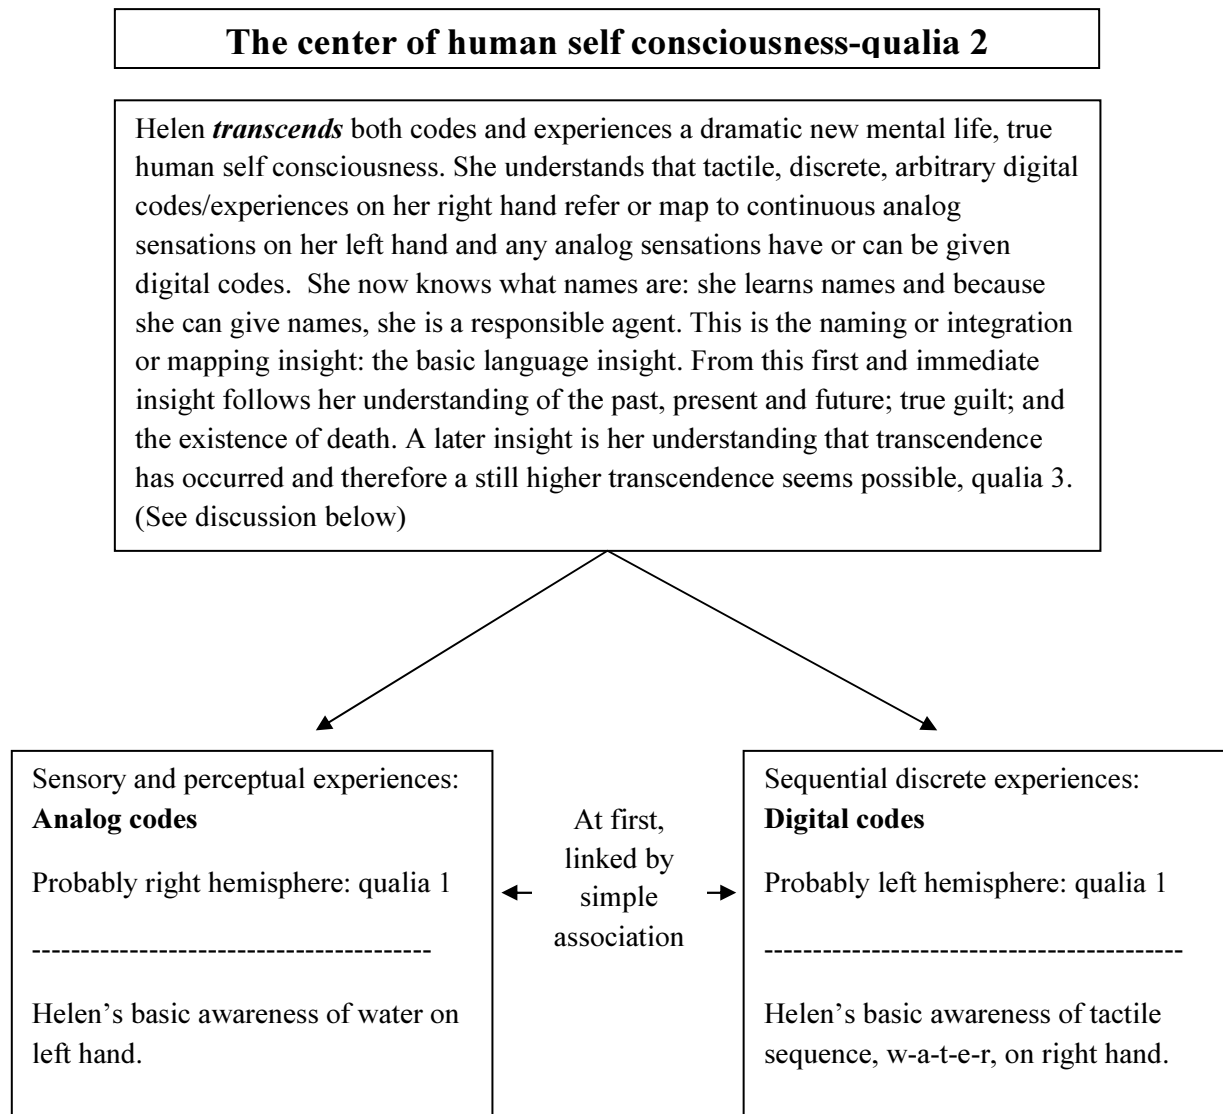 The center of human self consciousness-qualia 2
Helen transcends both codes and experiences a dramatic new mental life, true
human self consciousness. She understands that tactile, discrete, arbitrary digital
codes/experiences on her right hand refer or map to continuous analog
sensations on her left hand and any analog sensations have or can be given
digital codes.  She now knows what names are: she learns names and because
she can give names, she is a responsible agent. This is the naming or integration
or mapping insight: the basic language insight. From this first and immediate
insight follows her understanding of the past, present and future; true guilt; and
the existence of death. A later insight is her understanding that transcendence
has occurred and therefore a still higher transcendence seems possible, qualia 3.
(See discussion below)
Sensory and perceptual experiences:
Analog codes
Probably right hemisphere: qualia 1
-----------------------------------------
Helen’s basic awareness of water on
left hand.
At first,
linked by
simple
association
Sequential discrete experiences:
Digital codes
Probably left hemisphere: qualia 1
-------------------------------------------
Helen’s basic awareness of tactile
sequence, w-a-t-e-r, on right hand.